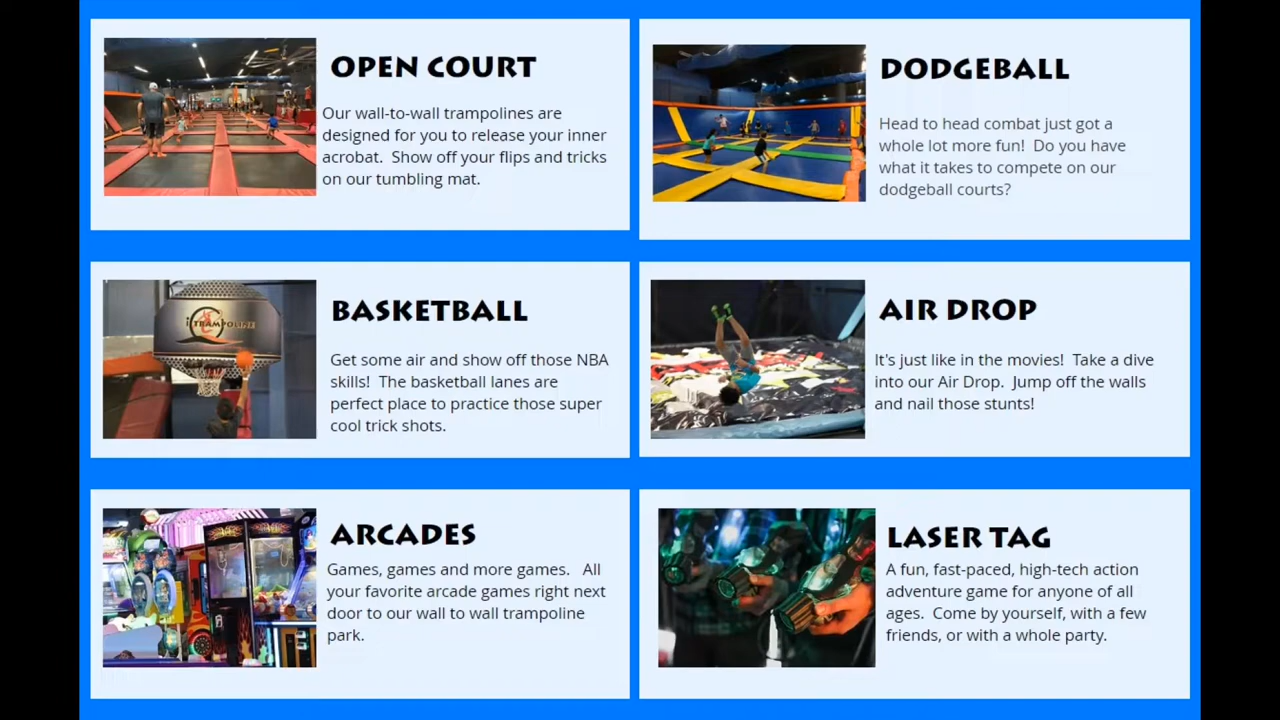 OPEN COURT
Our wall-to-wall trampolines are
designed for you to release your inner
acrobat.  Show off your flips and tricks
on our tumbling mat.
DODGEBALL
Head to head combat just got a
whole lot more fun!  Do you have
what it takes to compete on our
dodgeball courts?
iTRAMPOLINE
BASKETBALL
Get some air and show off those NBA
skills!  The basketball lanes are
perfect place to practice those super
cool trick shots.
AIR DROP
It's just like in the movies!  Take a dive
into our Air Drop.  Jump off the walls
and nail those stunts!
ARCADES
Games, games and more games.   All
your favorite arcade games right next
door to our wall to wall trampoline
park.
LASER TAG
A fun, fast-paced, high-tech action
adventure game for anyone of all
ages.  Come by yourself, with a few
friends, or with a whole party.